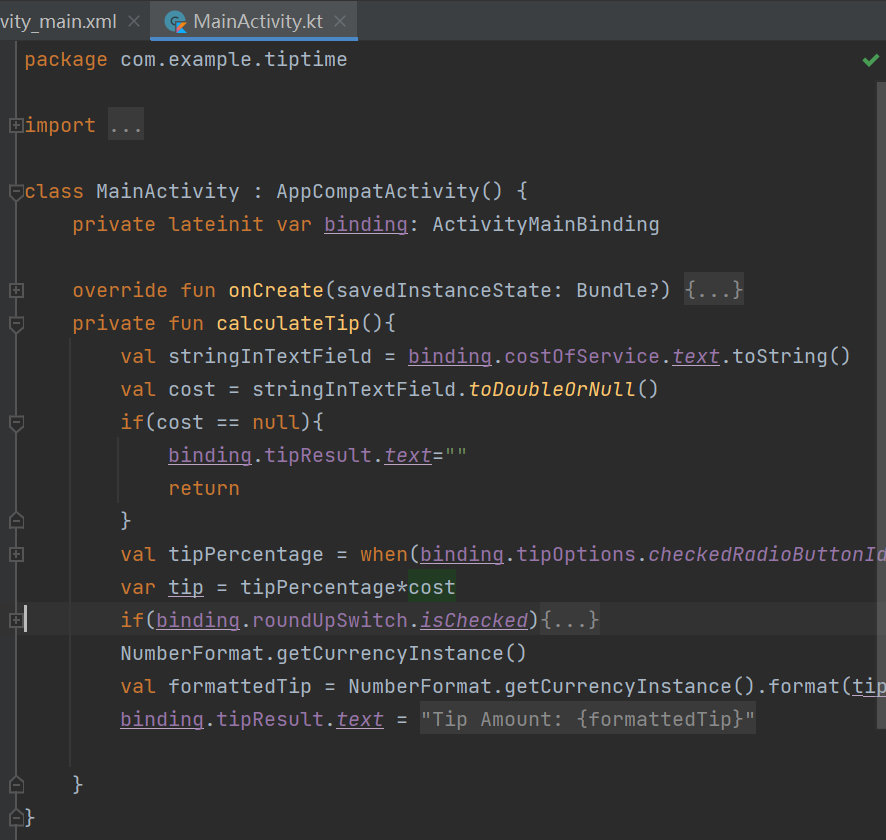 vity_main.xml MainActivity.kt
package com.example.tiptime
import ...
class MainActivity : AppCompatActivity() {
    private lateinit var binding: ActivityMainBinding
    override fun onCreate(savedInstanceState: Bundle?) {...}
    private fun calculateTip(){
        val stringInTextField = binding.costOfService.text.toString()
        val cost = stringInTextField.toDoubleOrNull()
        if(cost == null){
            binding.tipResult.text=""
            return
        }
        val tipPercentage = when(binding.tipOptions.checkedRadioButtonId
        var tip = tipPercentage*cost
        if(binding.roundUpSwitch.isChecked){...}
        NumberFormat.getCurrencyInstance()
        val formattedTip = NumberFormat.getCurrencyInstance().format(tip
        binding.tipResult.text = "Tip Amount: {formattedTip}"
    }
}